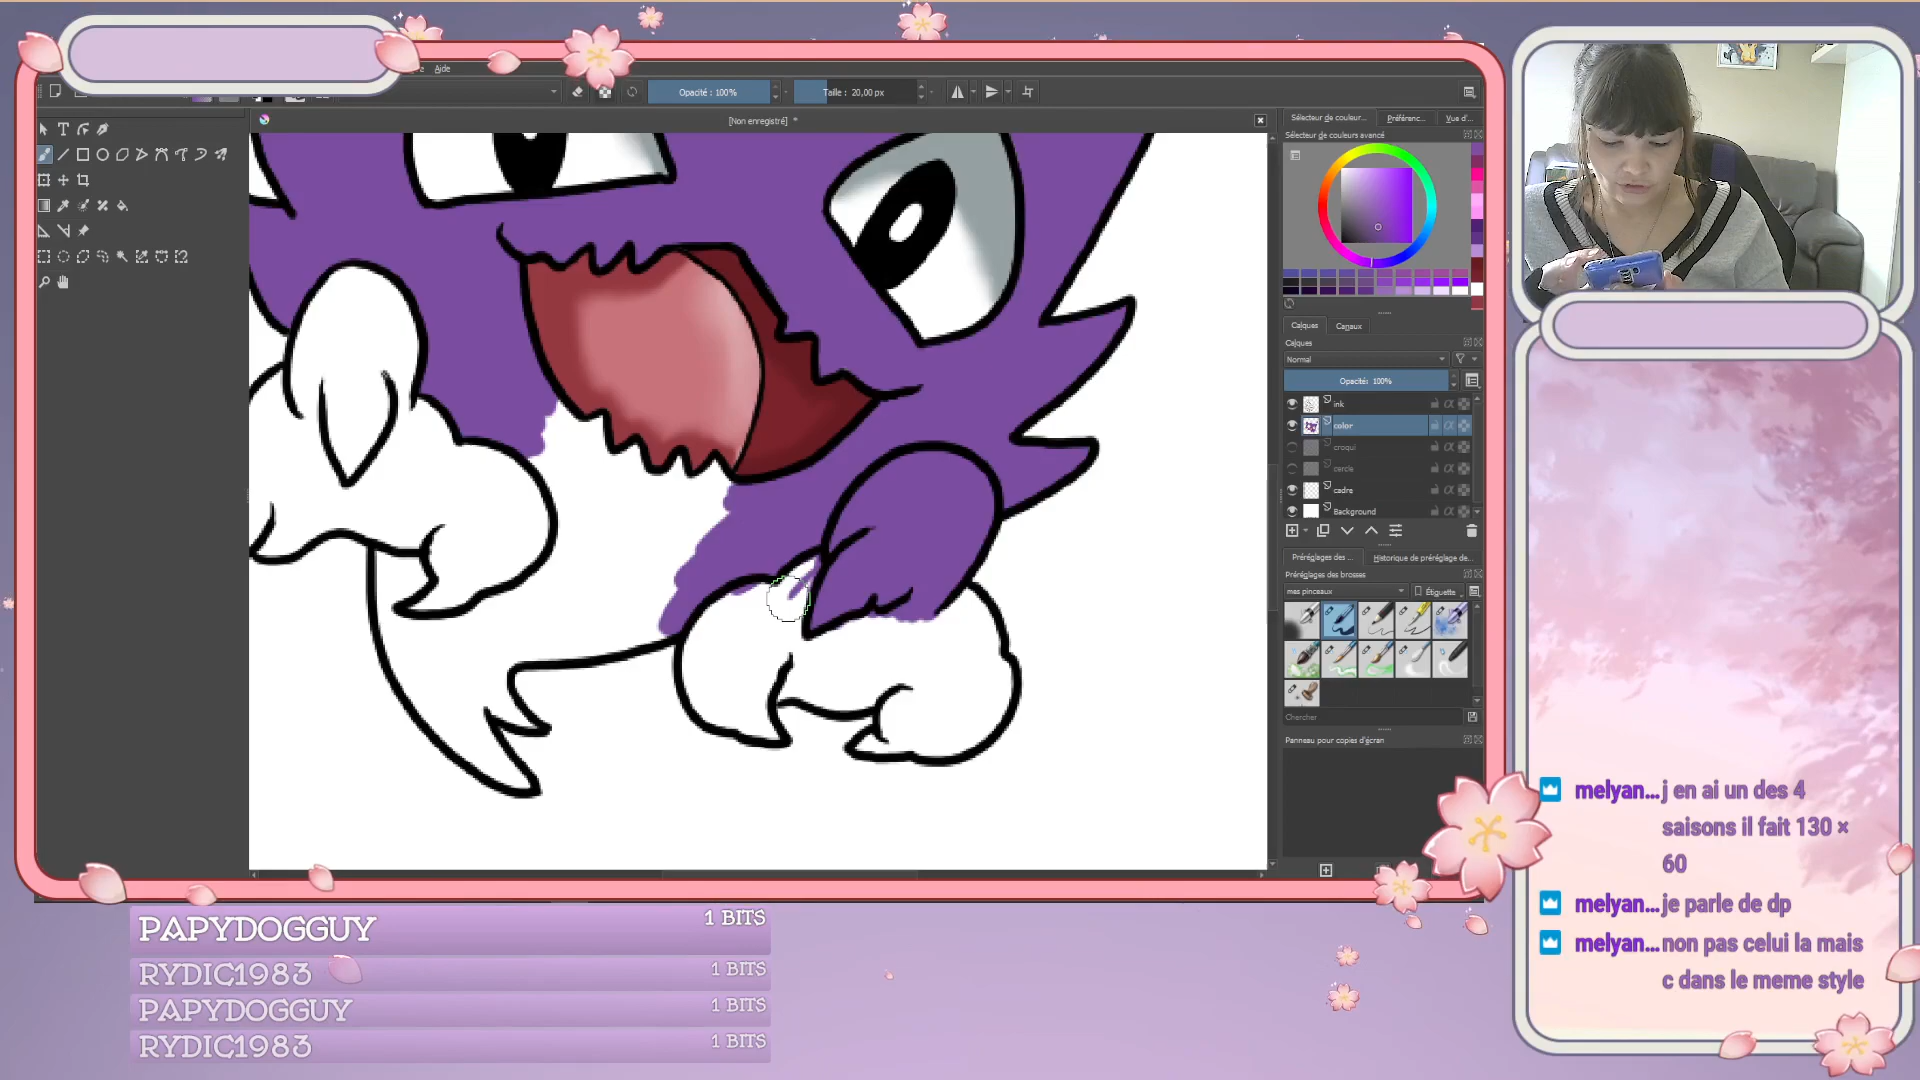 Aide
Opacité : 100%
Taille : 20,00 px
[Non enregistré] *
Sélecteur de couleur...
Préférenc...
Vue d'...
Sélecteur de couleurs avancé
Calques
Canaux
Calques
Normal
Opacité: 100%
ink
color
croqui
cercle
cadre
Background
Préréglages des ...
Historique de préréglage de...
Préréglages des brosses
mes pinceaux
Étiquette
Chercher
Panneau pour copies d'écran
melyan... j en ai un des 4
saisons il fait 130 ×
60
melyan... je parle de dp
melyan... non pas celui la mais
c dans le meme style
PAPYDOGGUY 1 BITS
RYDIC1983 1 BITS
PAPYDOGGUY 1 BITS
RYDIC1983 1 BITS